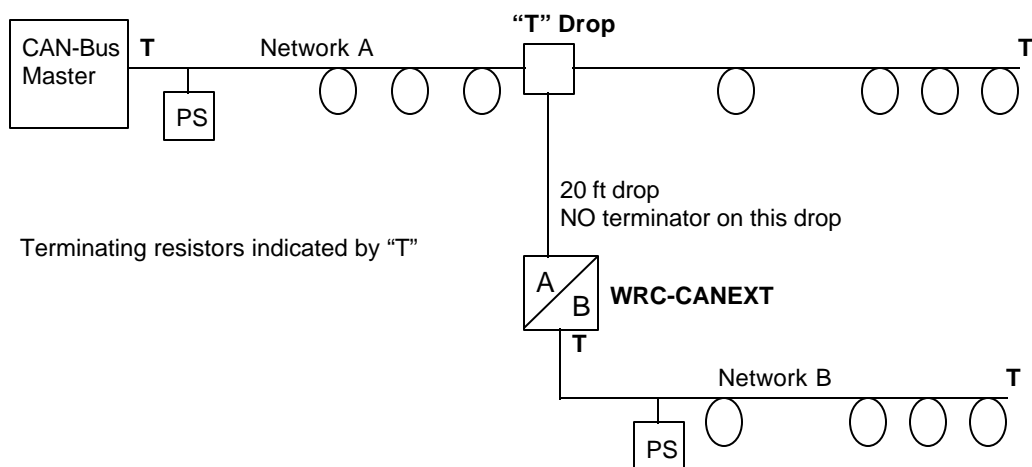 “T” Drop
CAN-Bus
Master
T
Network A
T
PS
20 ft drop
NO terminator on this drop
Terminating resistors indicated by “T”
A
B
WRC-CANEXT
T
Network B
T
PS